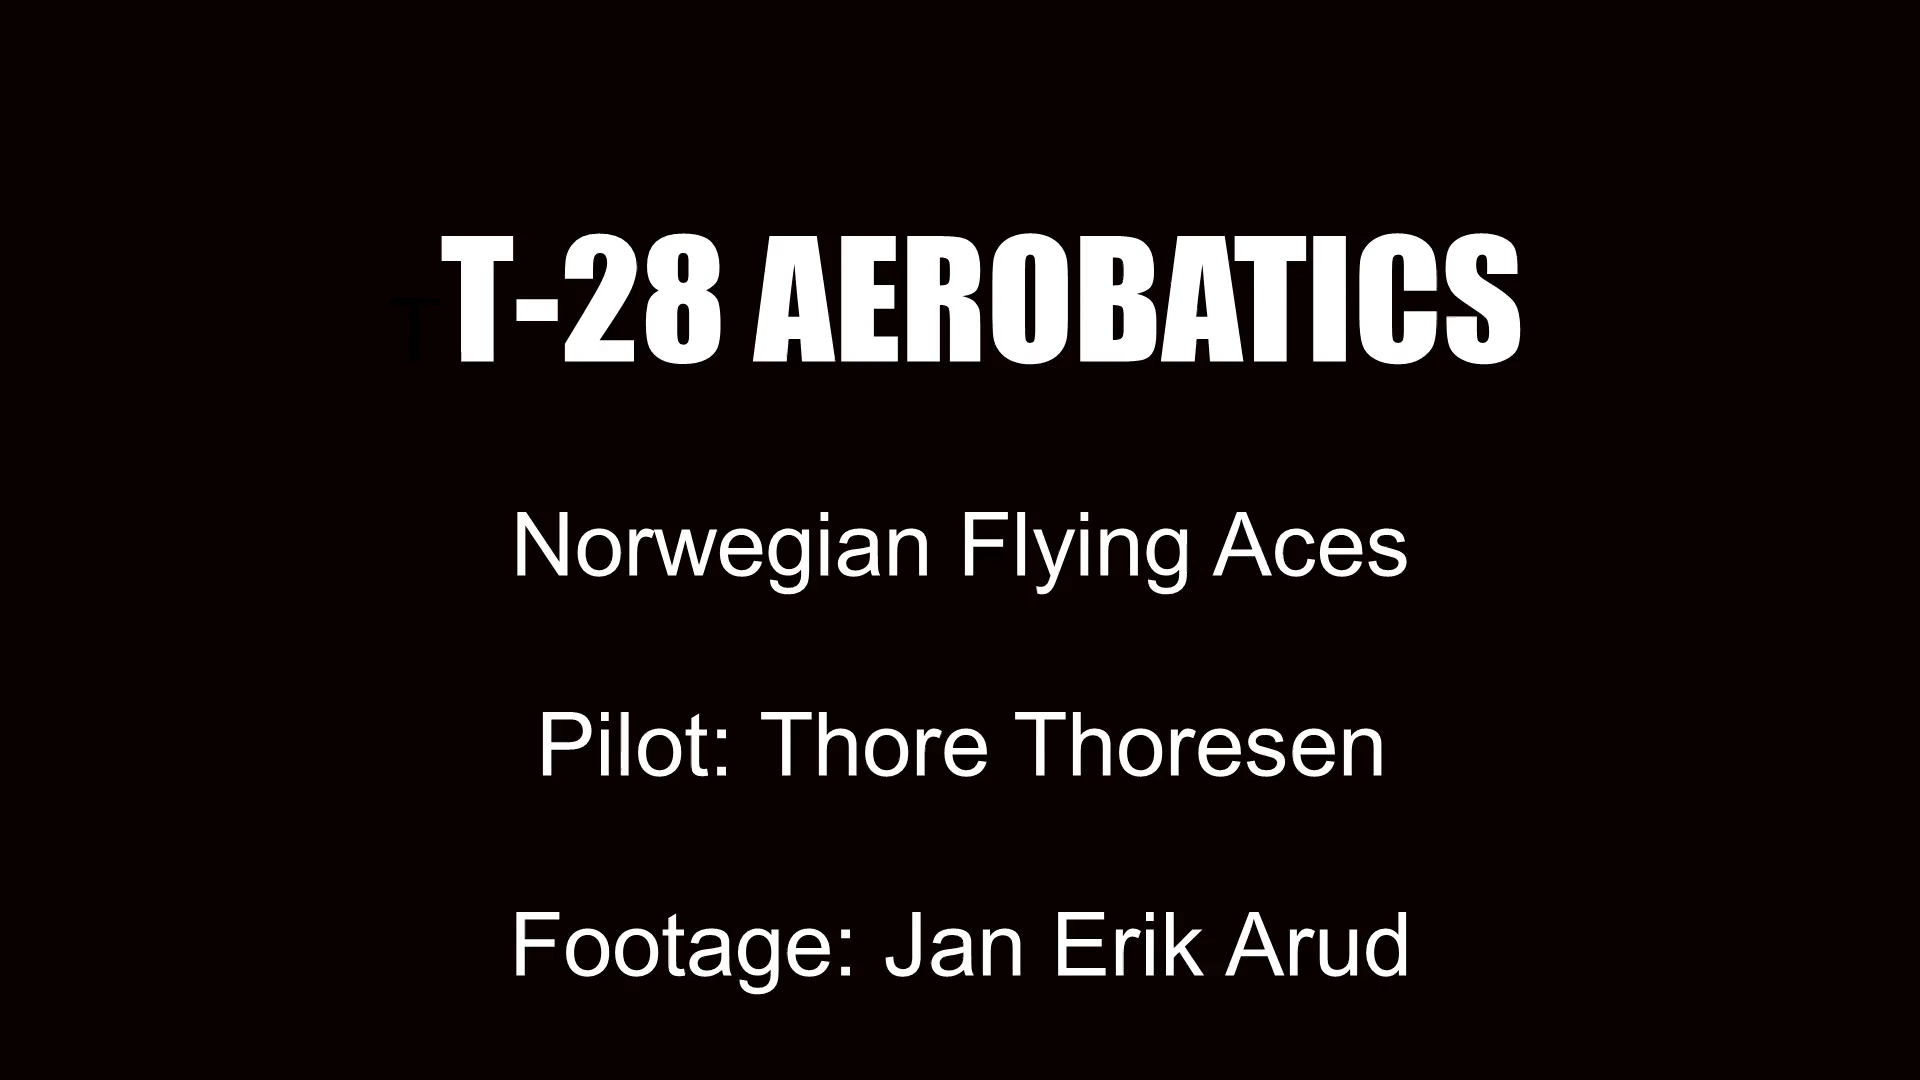 T-28 AEROBATICS
Norwegian Flying Aces
Pilot: Thore Thoresen
Footage: Jan Erik Arud